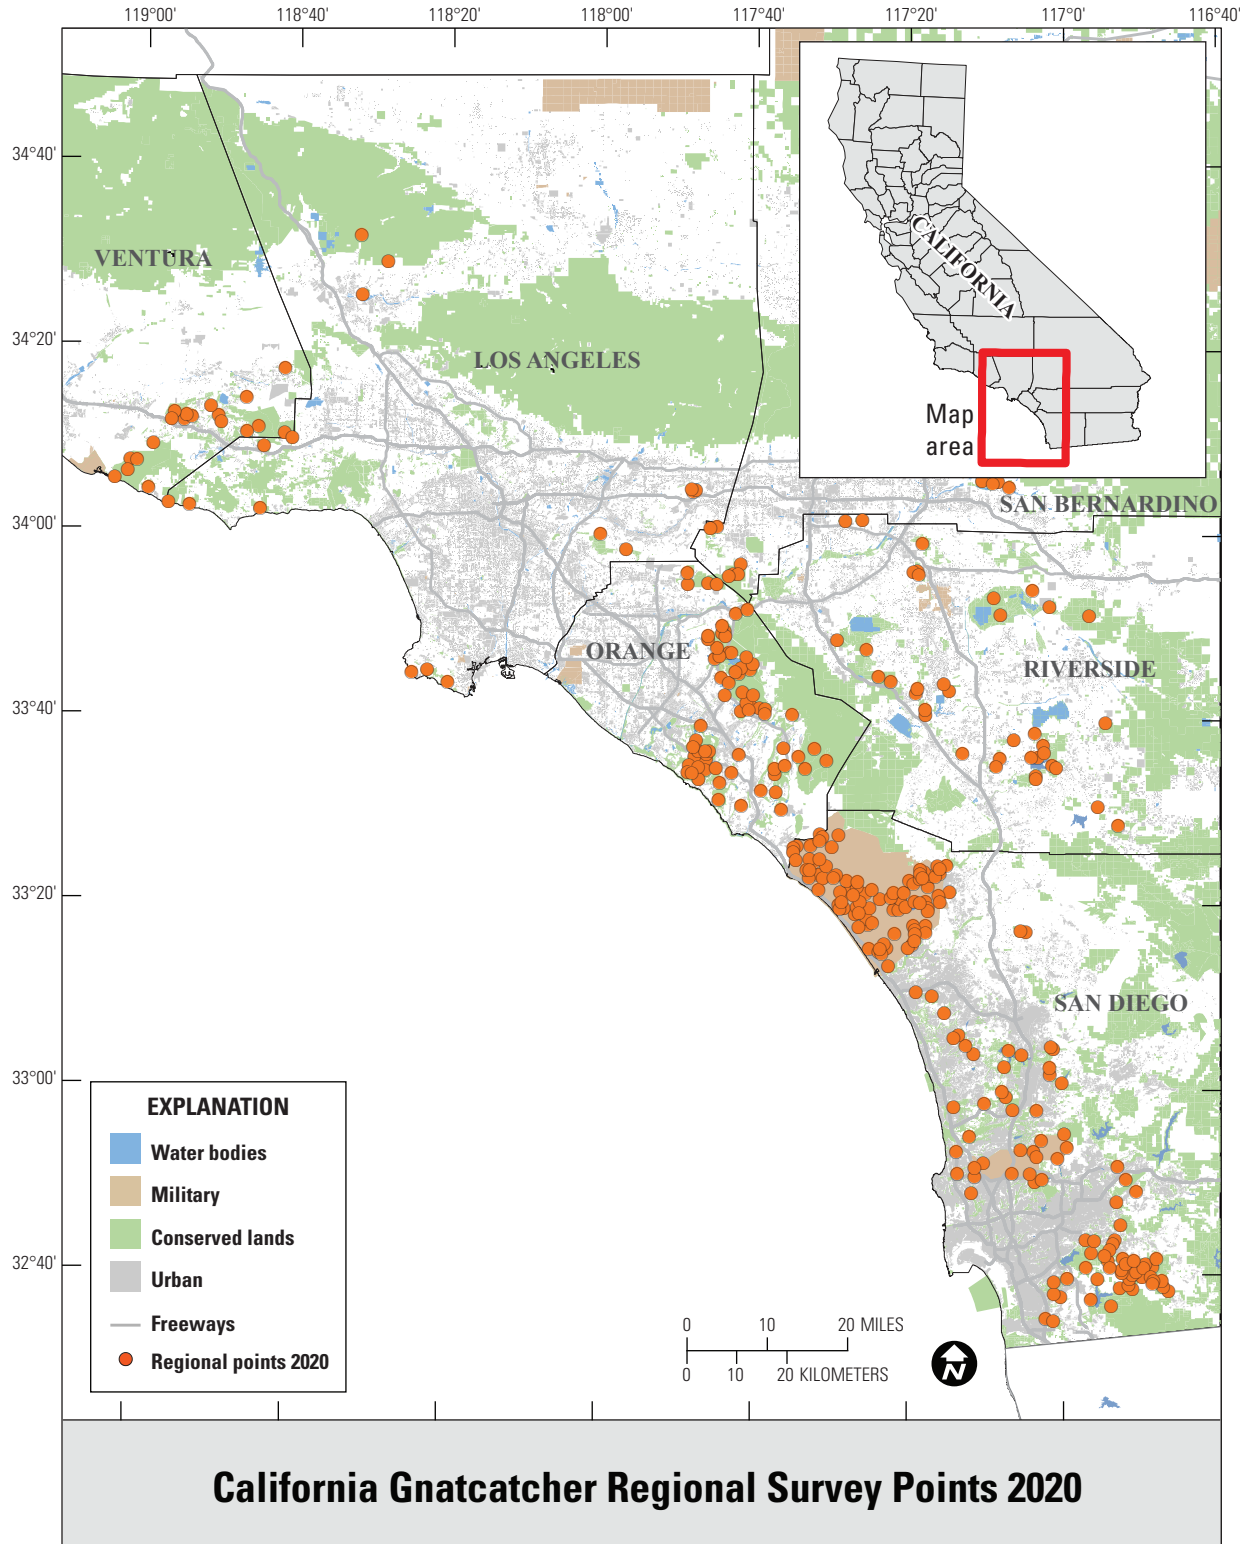 119°00' 118°40' 118°20' 118°00' 117°40' 117°20' 117°0' 116°40'
34°40'
34°20'
34°00'
33°40'
33°20'
33°00'
32°40'
VENTURA
LOS ANGELES
CALIFORNIA
Map
area
SAN BERNARDINO
ORANGE
RIVERSIDE
SAN DIEGO
EXPLANATION
Water bodies
Military
Conserved lands
Urban
Freeways
Regional points 2020
0 10 20 MILES
0 10 20 KILOMETERS
N
California Gnatcatcher Regional Survey Points 2020